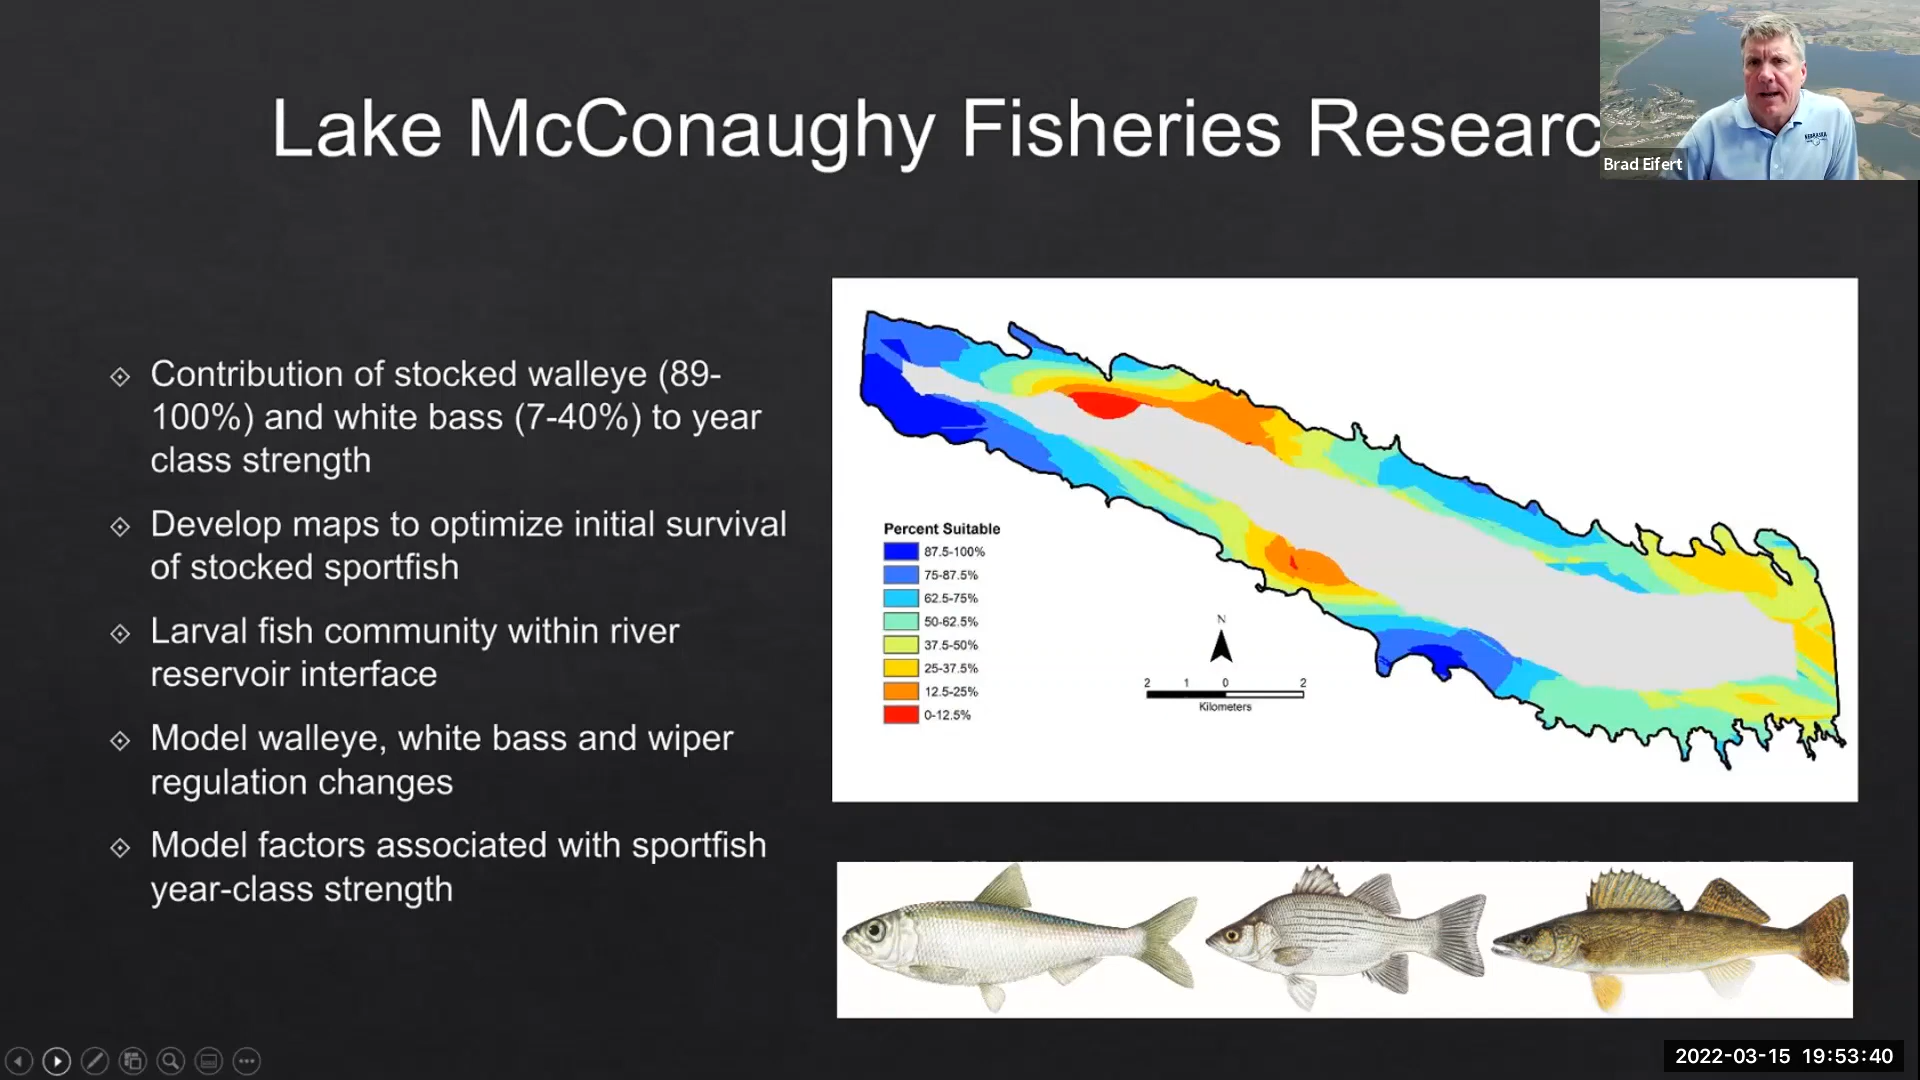 Lake McConaughy Fisheries Researc
Brad Eifert
NEBRASKA
Contribution of stocked walleye (89-
100%) and white bass (7-40%) to year
class strength
Develop maps to optimize initial survival
of stocked sportfish
Larval fish community within river
reservoir interface
Model walleye, white bass and wiper
regulation changes
Model factors associated with sportfish
year-class strength
Percent Suitable
87.5-100%
75-87.5%
62.5-75%
50-62.5%
37.5-50%
25-37.5%
12.5-25%
0-12.5%
N
2 1 0 2
Kilometers
2022-03-15 19:53:40